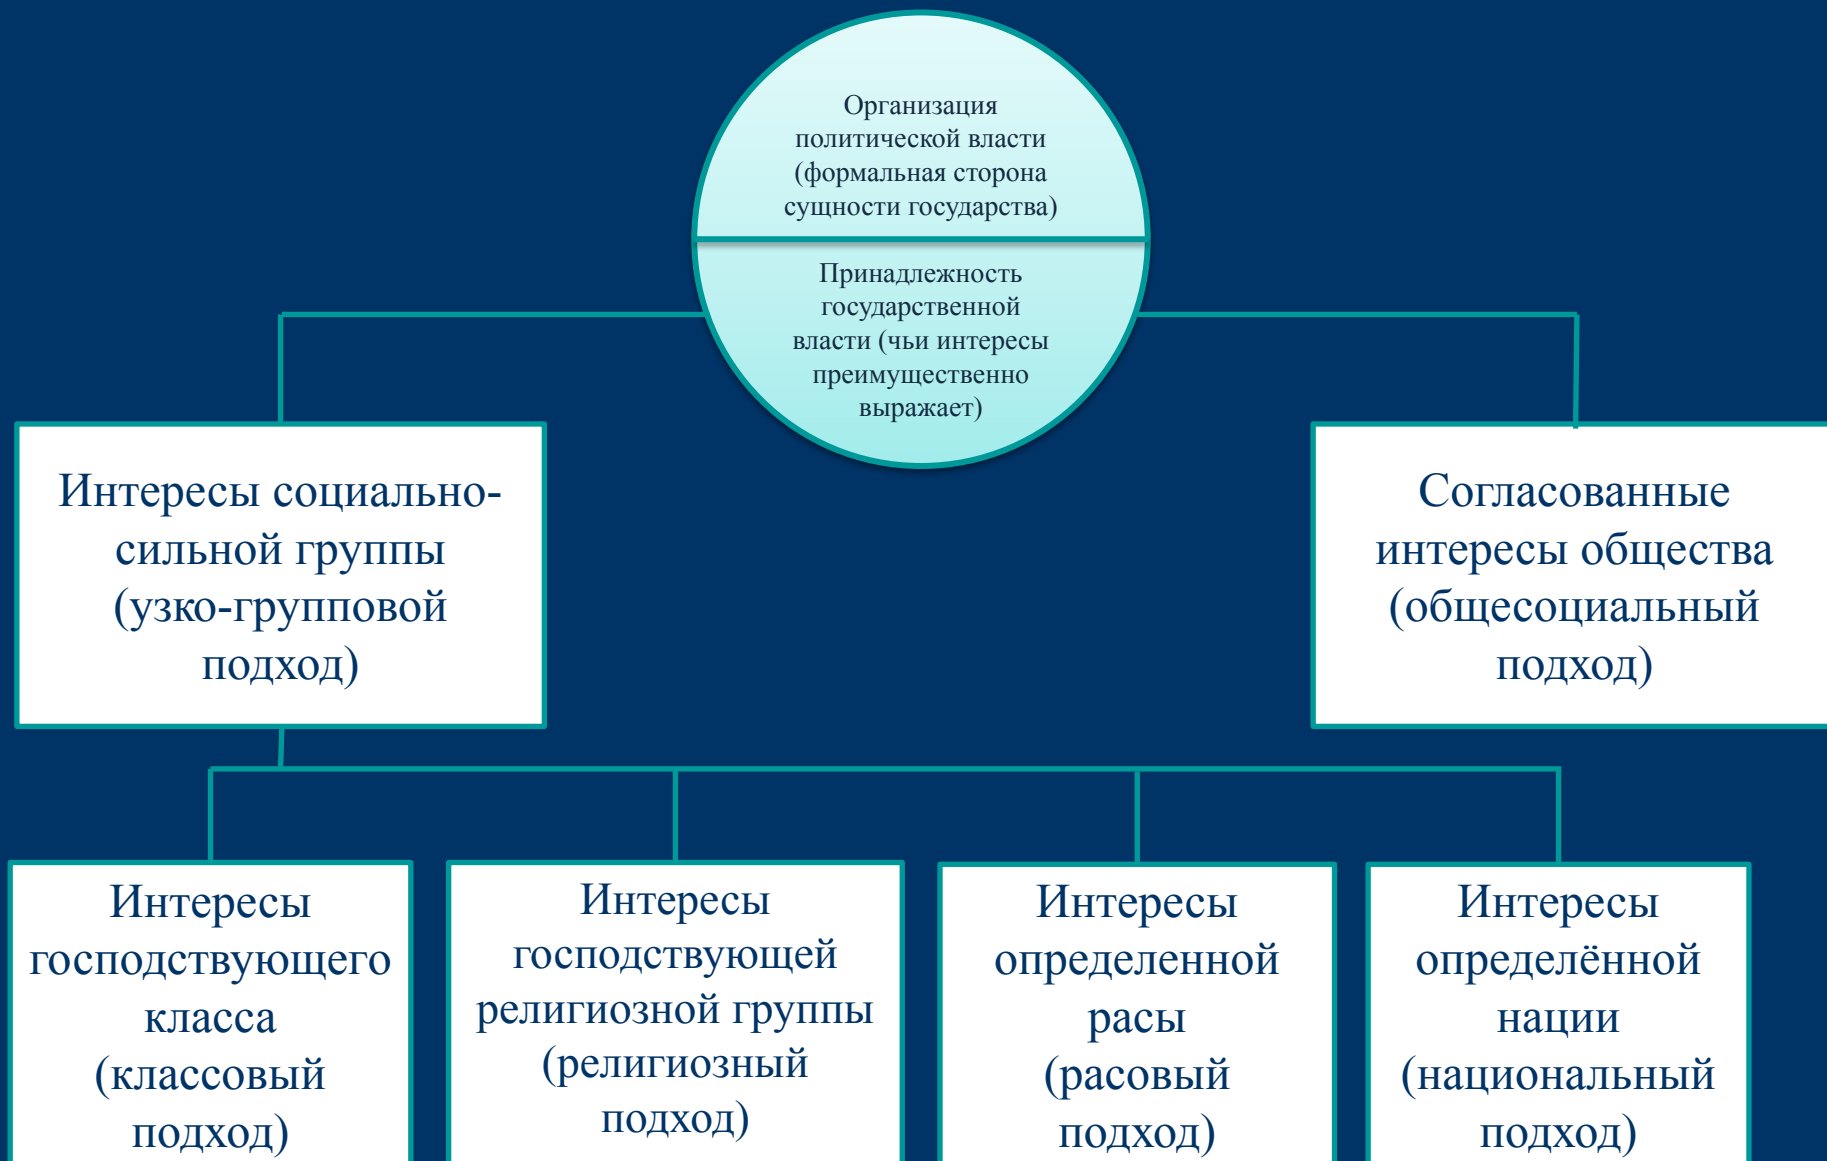 Организация
политической власти
(формальная сторона
сущности государства)
Принадлежность
государственной
власти (чьи интересы
преимущественно
выражает)
Интересы социально-
сильной группы
(узко-групповой
подход)
Согласованные
интересы общества
(общесоциальный
подход)
Интересы
господствующего
класса
(классовый
подход)
Интересы
господствующей
религиозной группы
(религиозный
подход)
Интересы
определенной
расы
(расовый
подход)
Интересы
определённой
нации
(национальный
подход)